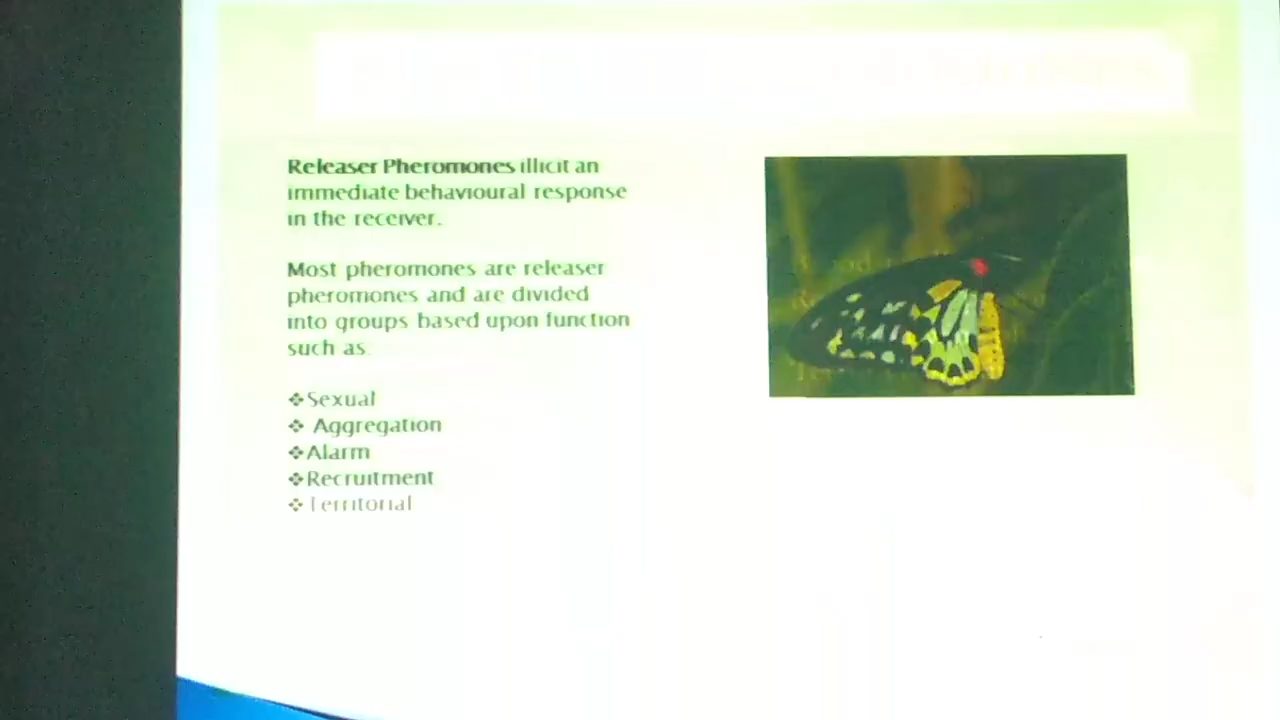 Releaser Pheromones illicit an
immediate behavioural response
in the receiver.
Most pheromones are releaser
pheromones and are divided
into groups based upon function
such as
❖Sexual
❖ Aggregation
❖Alarm
❖Recruitment
❖Territorial